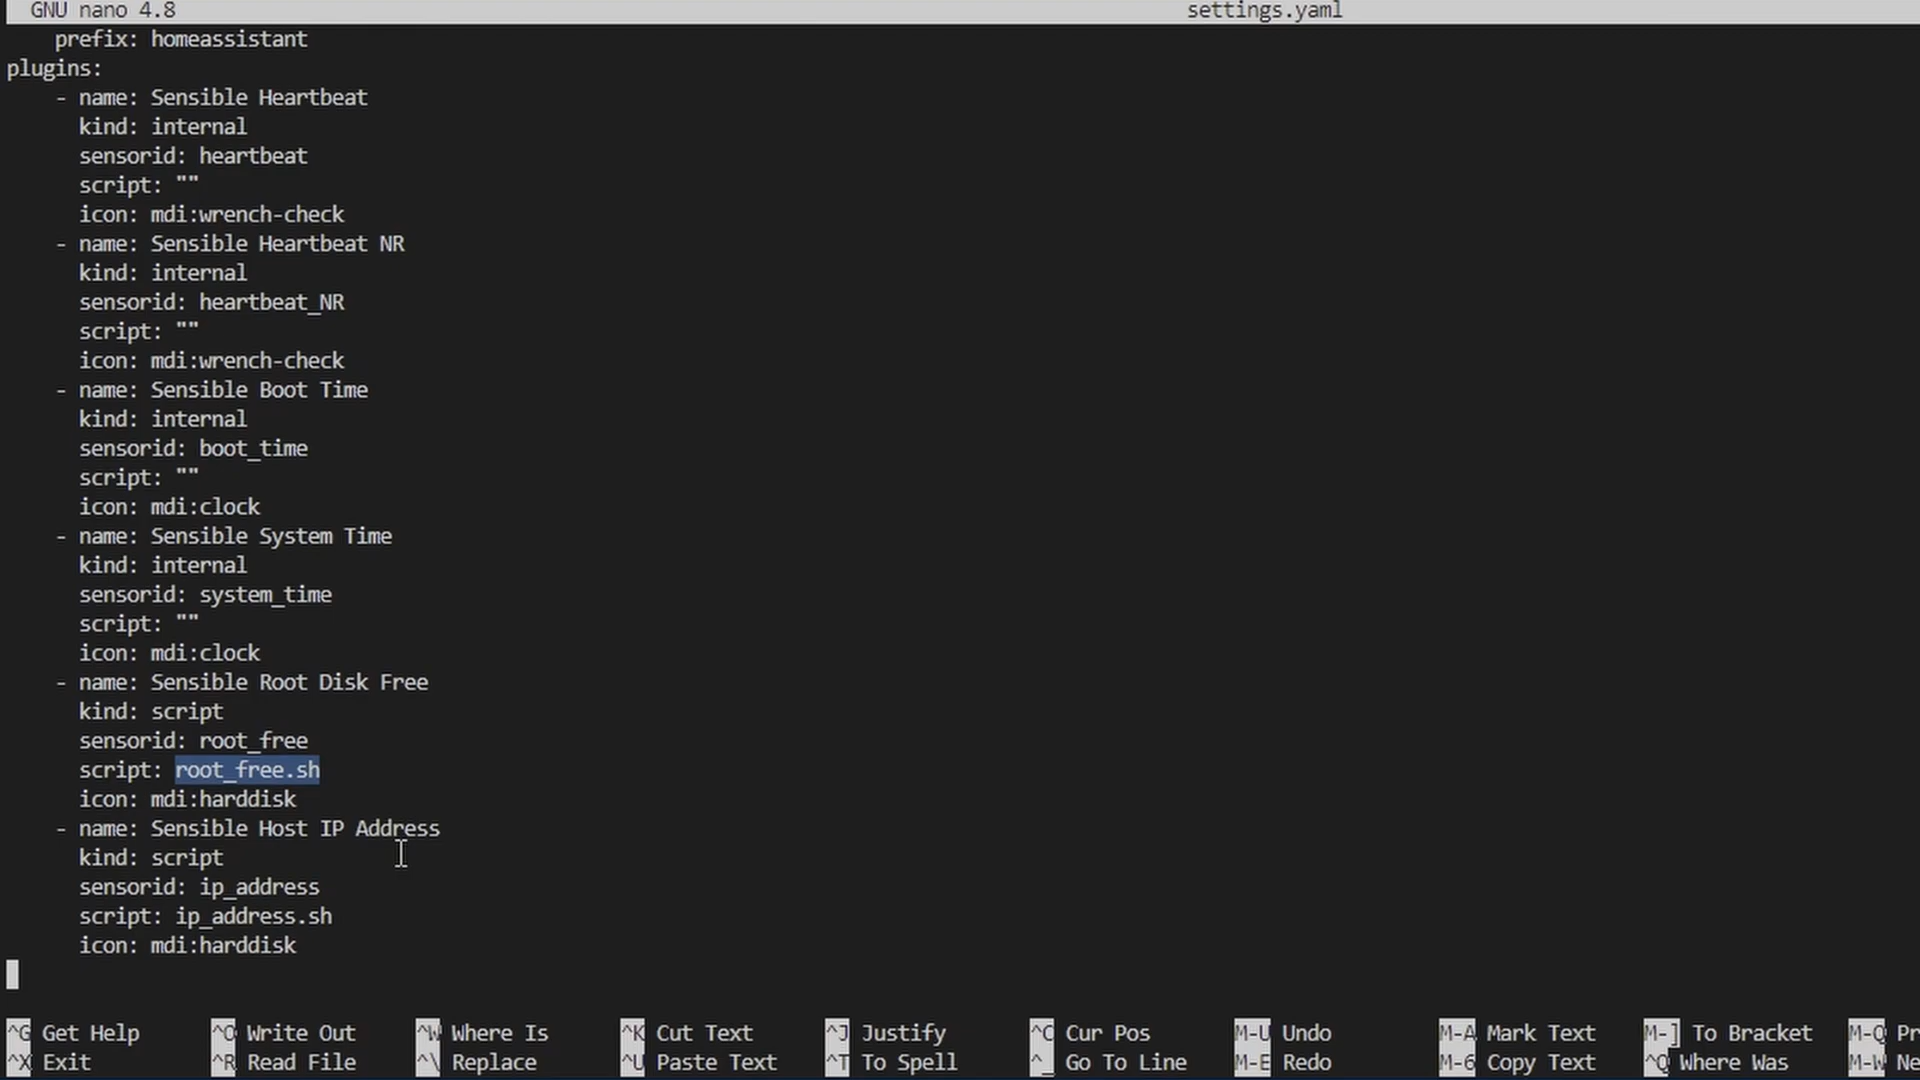 GNU nano 4.8 settings.yaml
prefix: homeassistant
plugins:
- name: Sensible Heartbeat
kind: internal
sensorid: heartbeat
script: ""
icon: mdi:wrench-check
- name: Sensible Heartbeat NR
kind: internal
sensorid: heartbeat_NR
script: ""
icon: mdi:wrench-check
- name: Sensible Boot Time
kind: internal
sensorid: boot_time
script: ""
icon: mdi:clock
- name: Sensible System Time
kind: internal
sensorid: system_time
script: ""
icon: mdi:clock
- name: Sensible Root Disk Free
kind: script
sensorid: root_free
script: root_free.sh
icon: mdi:harddisk
- name: Sensible Host IP Address
kind: script
sensorid: ip_address
script: ip_address.sh
icon: mdi:harddisk
^G Get Help ^O Write Out ^W Where Is ^K Cut Text ^J Justify ^C Cur Pos M-U Undo M-A Mark Text M-] To Bracket M-Q Pr
^X Exit ^R Read File ^\ Replace ^U Paste Text ^T To Spell ^_ Go To Line M-E Redo M-6 Copy Text ^Q Where Was M-W Ne